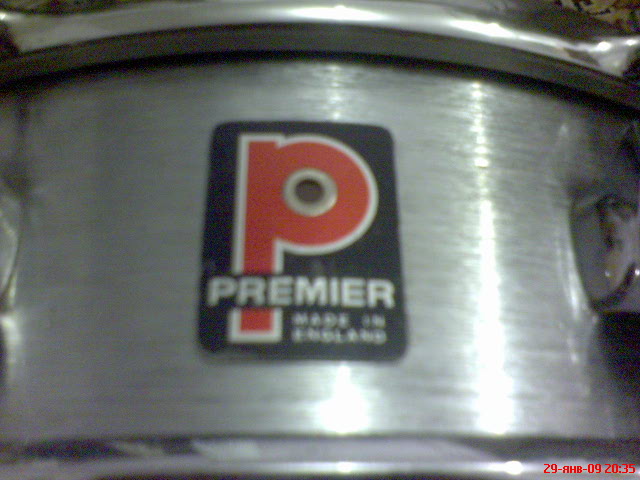 P
PREMIER
MADE IN
ENGLAND
29-янв-09 20:35